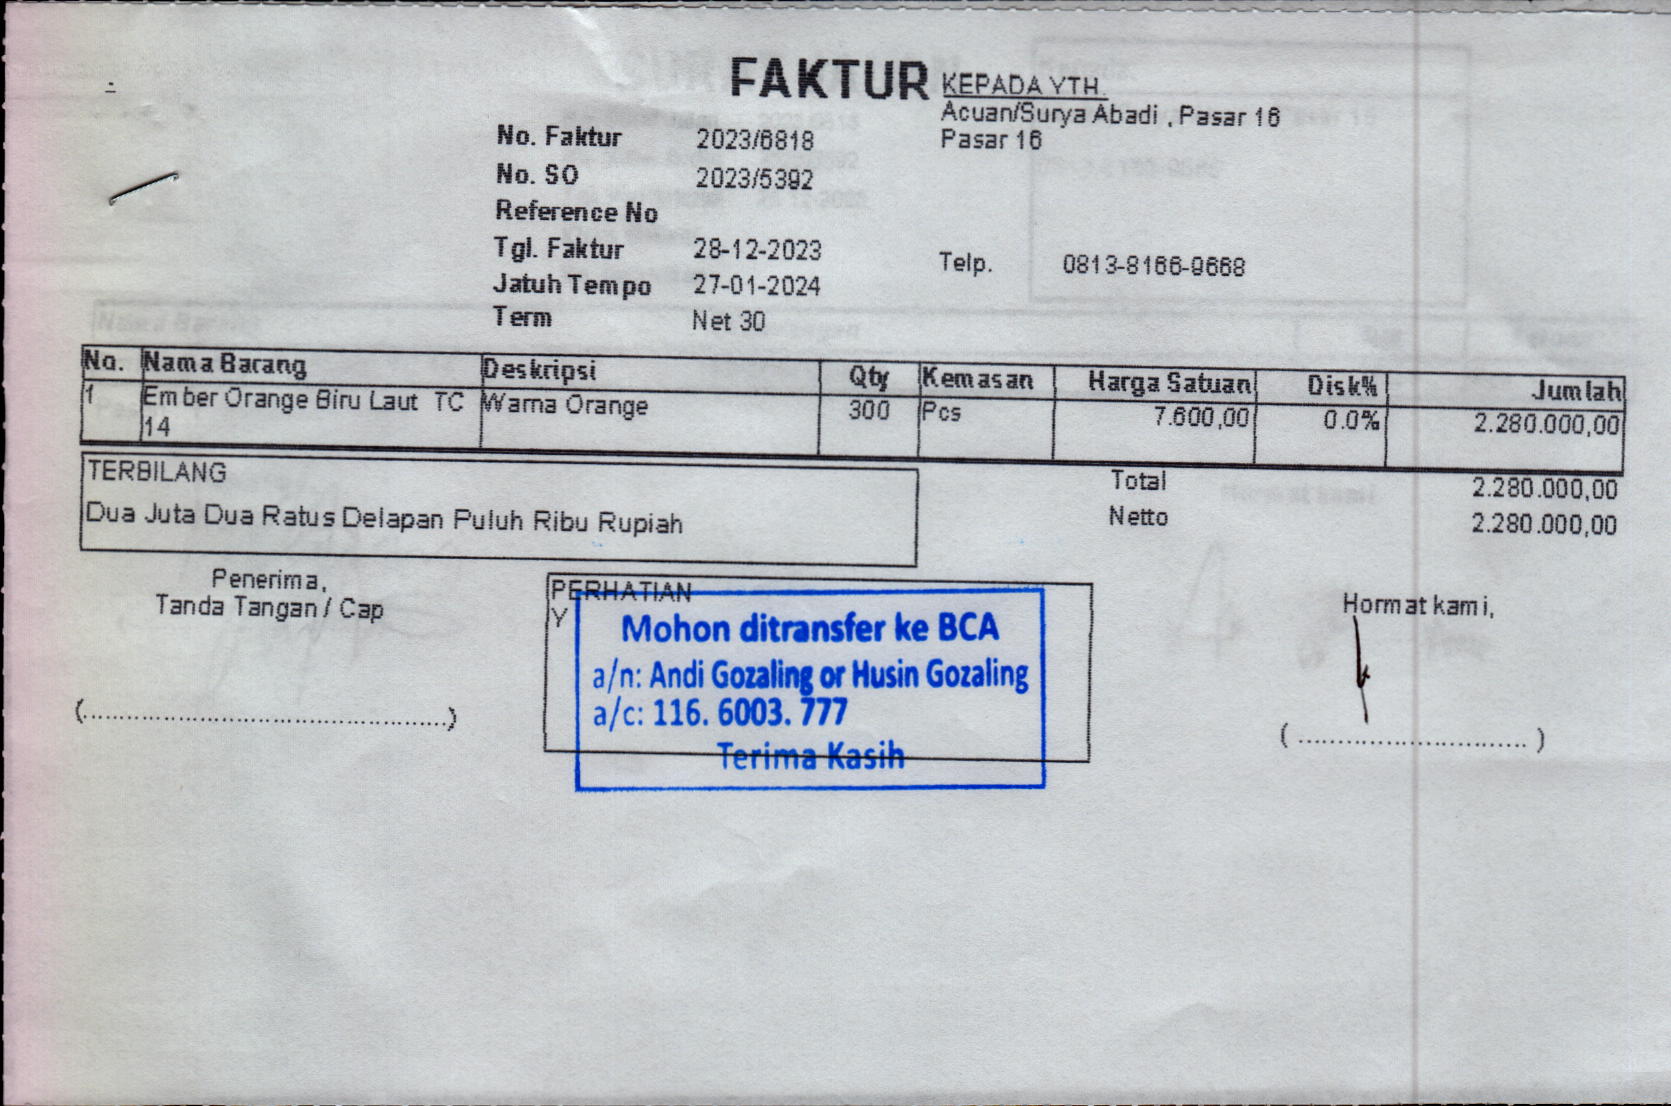 FAKTUR
KEPADA YTH.
Acuan/Surya Abadi , Pasar 16
Pasar 16
No. Faktur 2023/6818
No. SO 2023/5392
Reference No
Tgl. Faktur 28-12-2023
Telp. 0813-8166-9668
Jatuh Tempo 27-01-2024
Term Net 30
No. Nama Barang Deskripsi Qty Kemasan Harga Satuan Disk% Jumlah
1 Ember Orange Biru Laut TC Warna Orange 300 Pcs 7.600,00 0.0% 2.280.000,00
14
TERBILANG
Dua Juta Dua Ratus Delapan Puluh Ribu Rupiah
Total 2.280.000,00
Netto 2.280.000,00
Penerima,
Tanda Tangan / Cap
(................................................)
PERHATIAN
Y
Mohon ditransfer ke BCA
a/n: Andi Gozaling or Husin Gozaling
a/c: 116. 6003. 777
Terima Kasih
Hormat kami,
( .............................. )